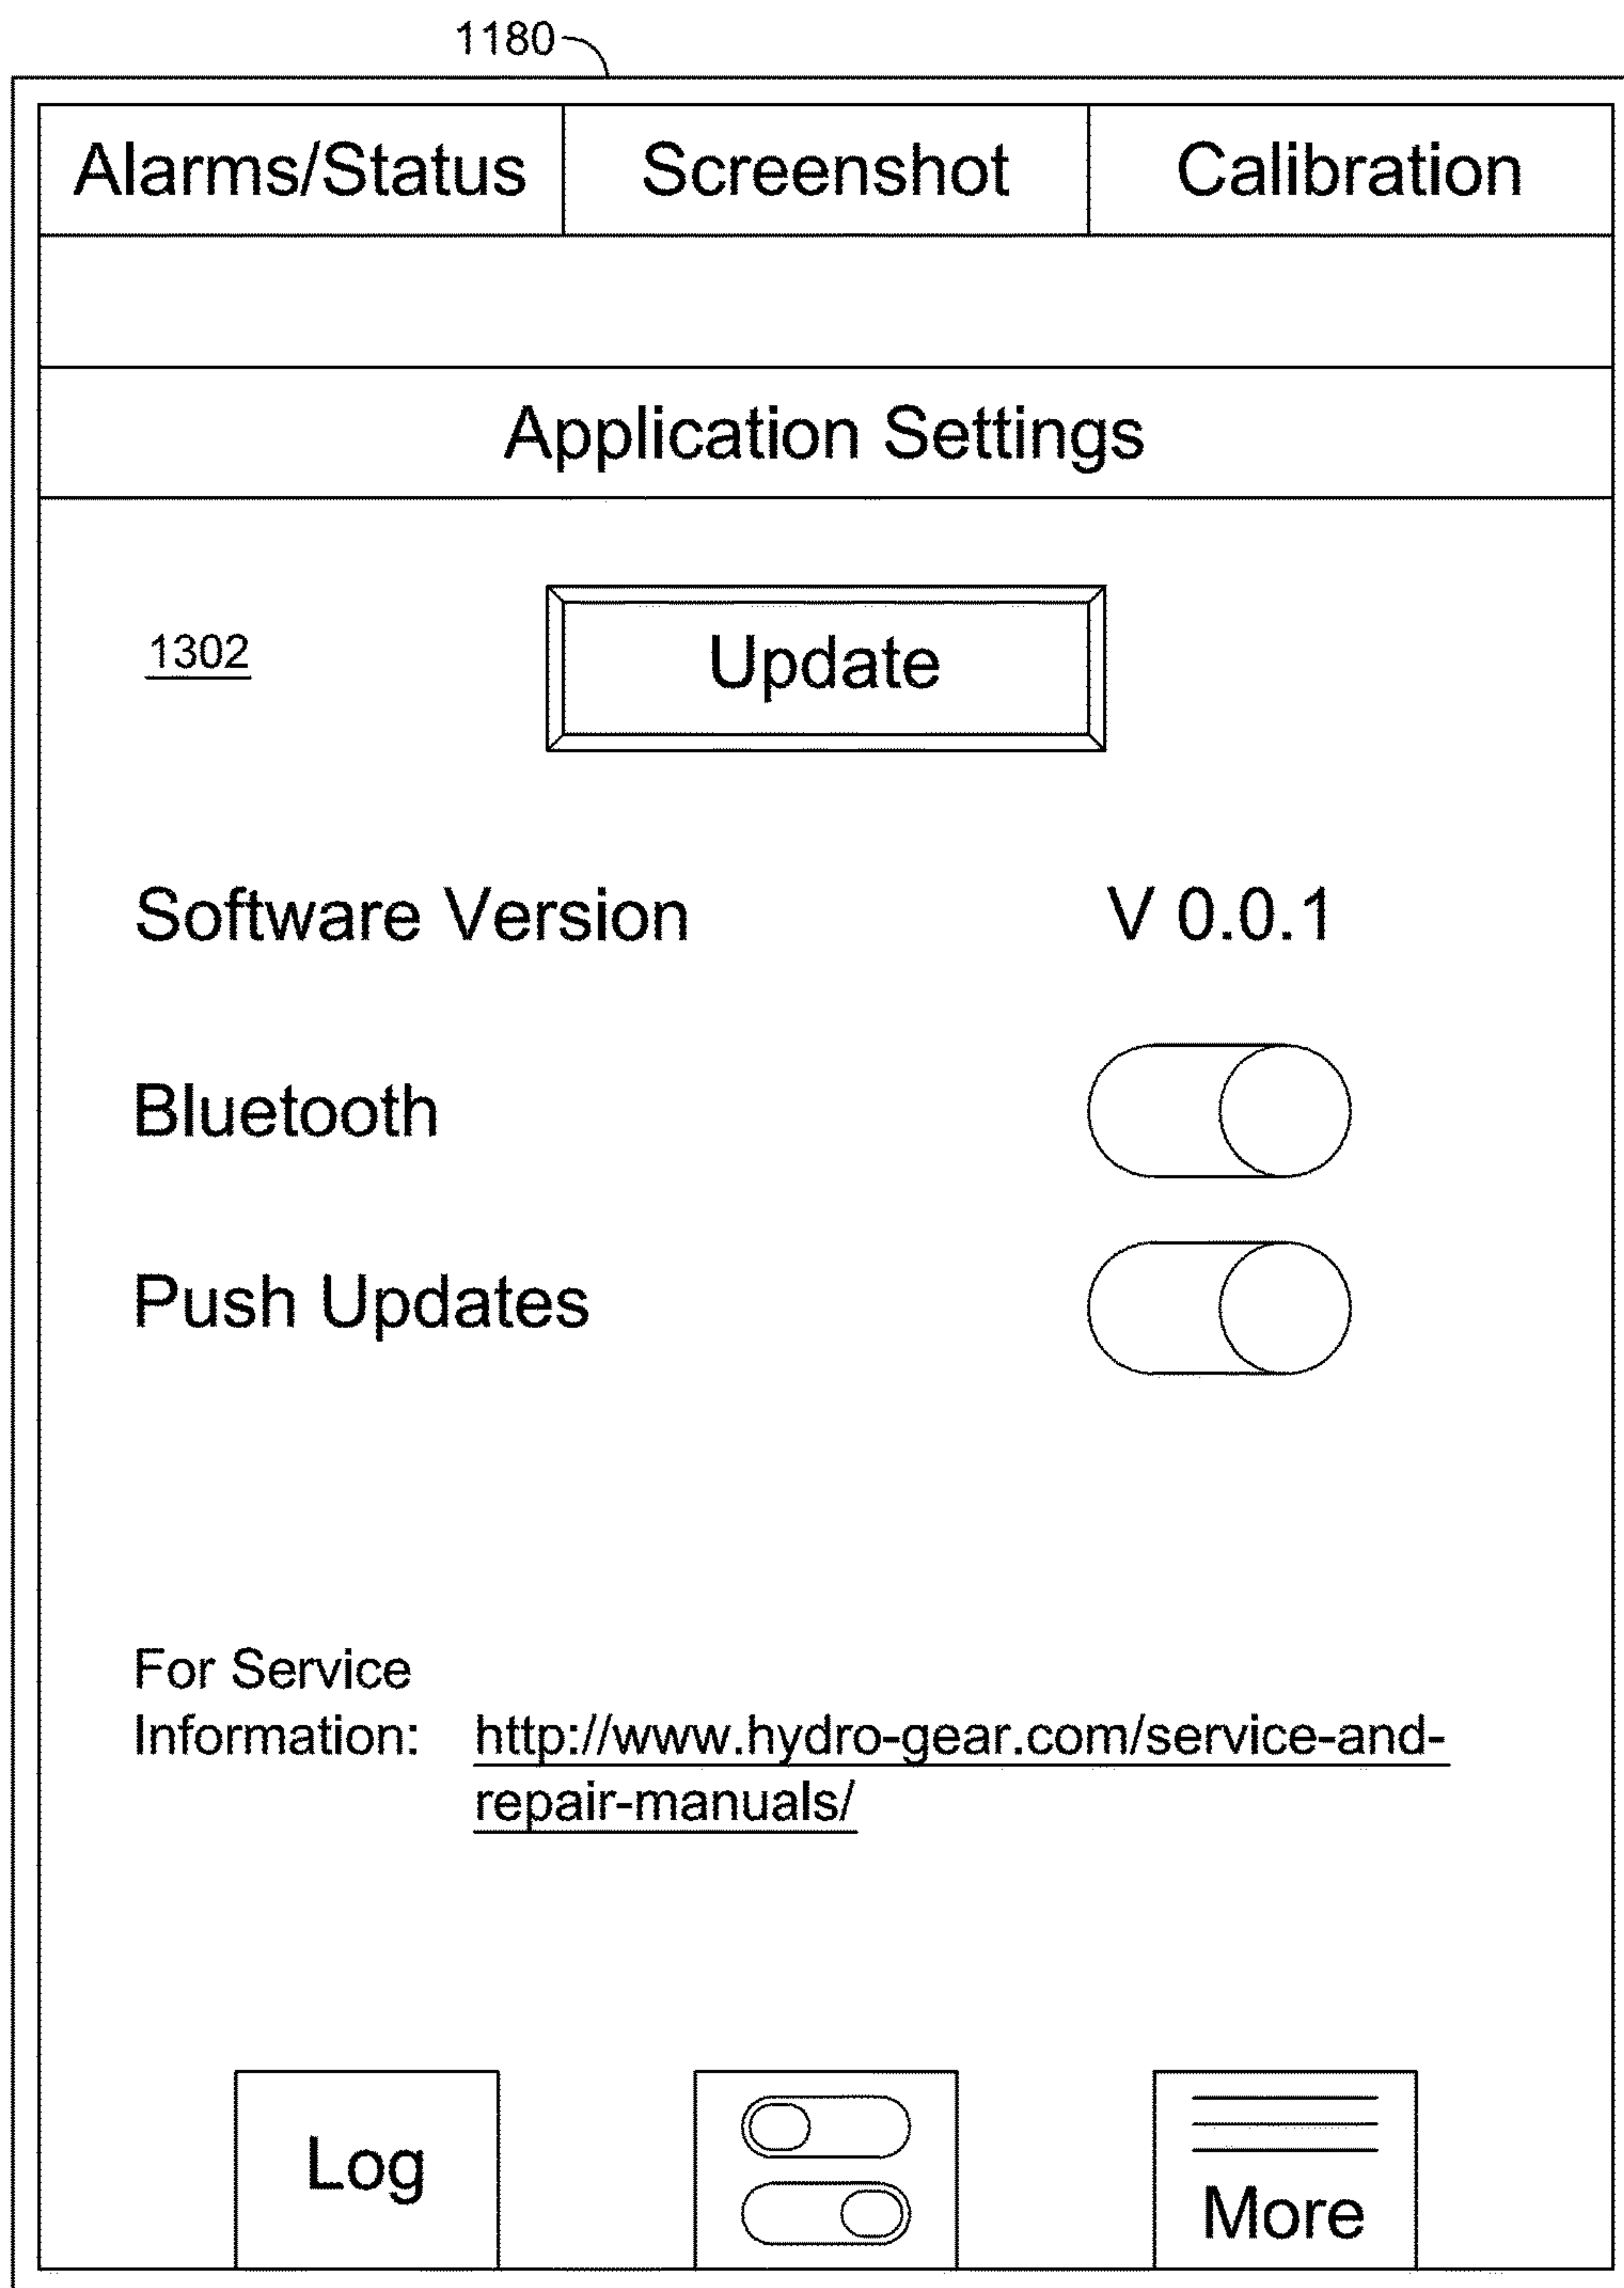 1180
Alarms/Status Screenshot Calibration
Application Settings
1302
Update
Software Version V 0.0.1
Bluetooth
Push Updates
For Service
Information: http://www.hydro-gear.com/service-and-
repair-manuals/
Log
More